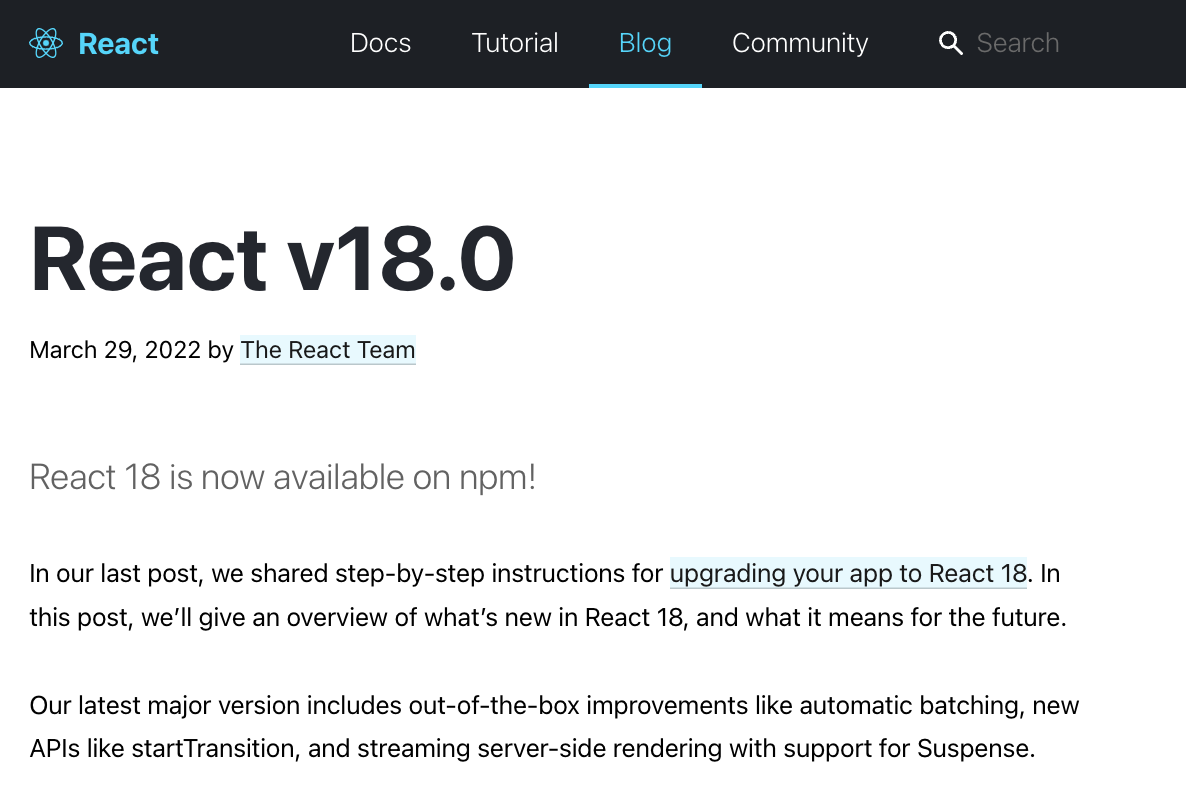 React Docs Tutorial Blog Community Search
React v18.0
March 29, 2022 by The React Team
React 18 is now available on npm!
In our last post, we shared step-by-step instructions for upgrading your app to React 18. In
this post, we’ll give an overview of what’s new in React 18, and what it means for the future.
Our latest major version includes out-of-the-box improvements like automatic batching, new
APIs like startTransition, and streaming server-side rendering with support for Suspense.